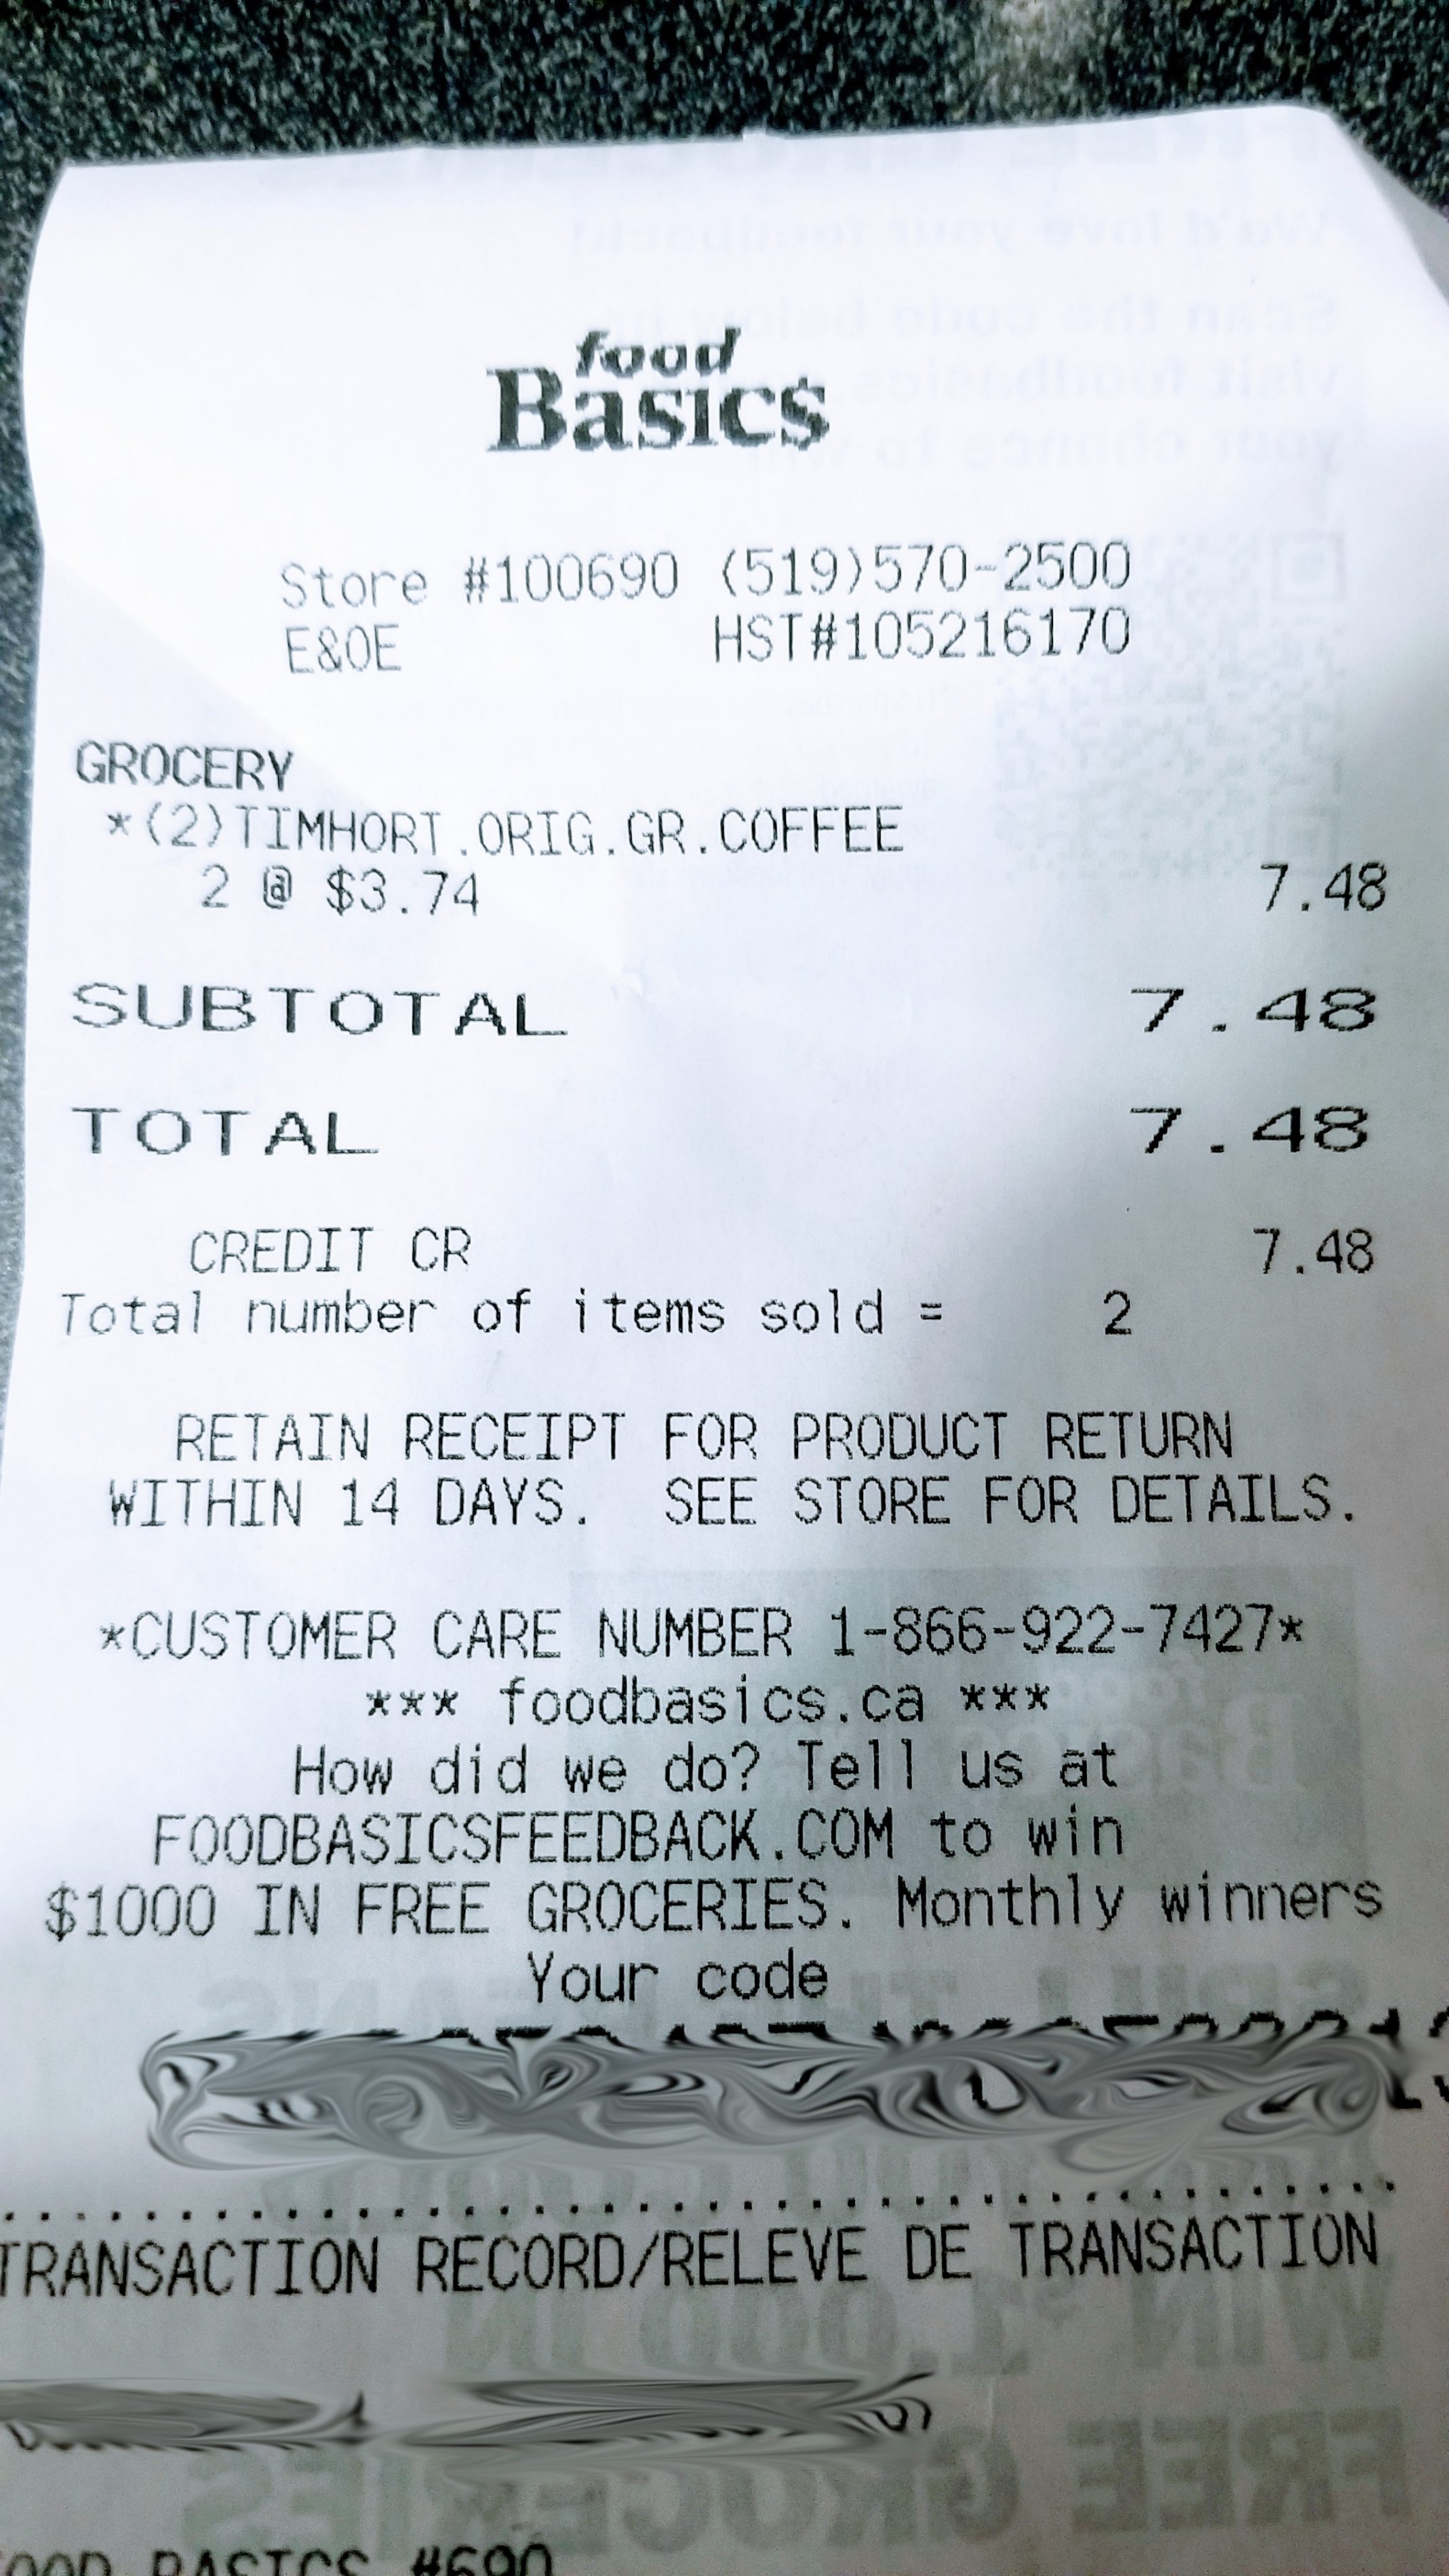 food
Basics
Store #100690 (519)570-2500
E&OE HST#105216170
GROCERY
*(2)TIMHORT.ORIG.GR.COFFEE
2 @ $3.74 7.48
SUBTOTAL 7.48
TOTAL 7.48
CREDIT CR 7.48
Total number of items sold = 2
RETAIN RECEIPT FOR PRODUCT RETURN
WITHIN 14 DAYS. SEE STORE FOR DETAILS.
*CUSTOMER CARE NUMBER 1-866-922-7427*
*** foodbasics.ca ***
How did we do? Tell us at
FOODBASICSFEEDBACK.COM to win
$1000 IN FREE GROCERIES. Monthly winners
Your code
TRANSACTION RECORD/RELEVE DE TRANSACTION
FOOD BASICS #690